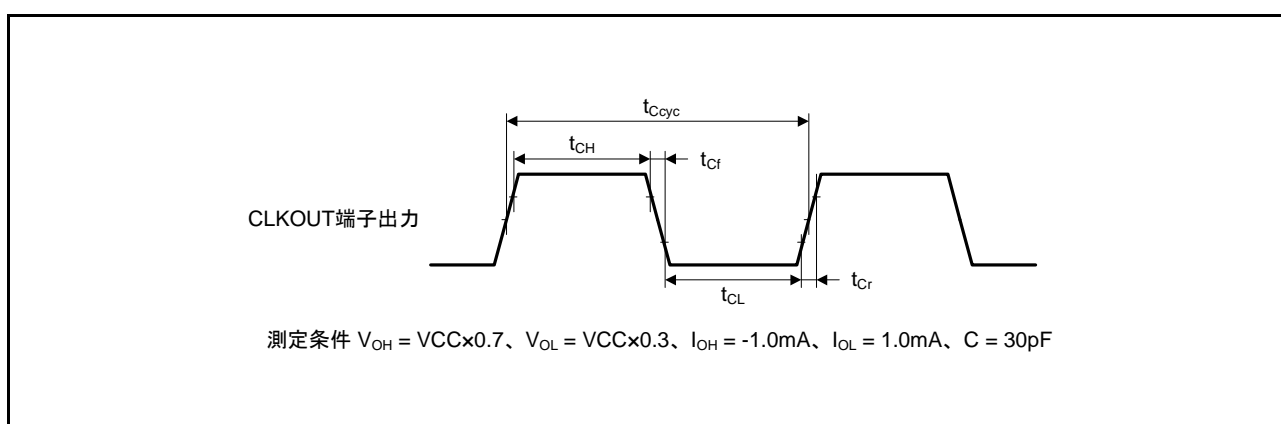 tCcyc
tCH
tCf
CLKOUT端子出力
tCL
tCr
測定条件 VOH = VCC×0.7、VOL = VCC×0.3、IOH = -1.0mA、IOL = 1.0mA、C = 30pF